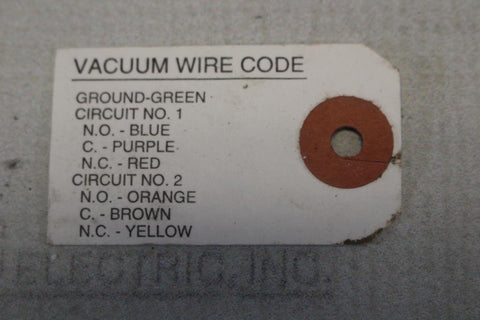 VACUUM WIRE CODE
GROUND-GREEN
CIRCUIT NO. 1
N.O. - BLUE
C. - PURPLE
N.C. - RED
CIRCUIT NO. 2
N.O. - ORANGE
C. - BROWN
N.C. - YELLOW
ELECTRIC, INC.